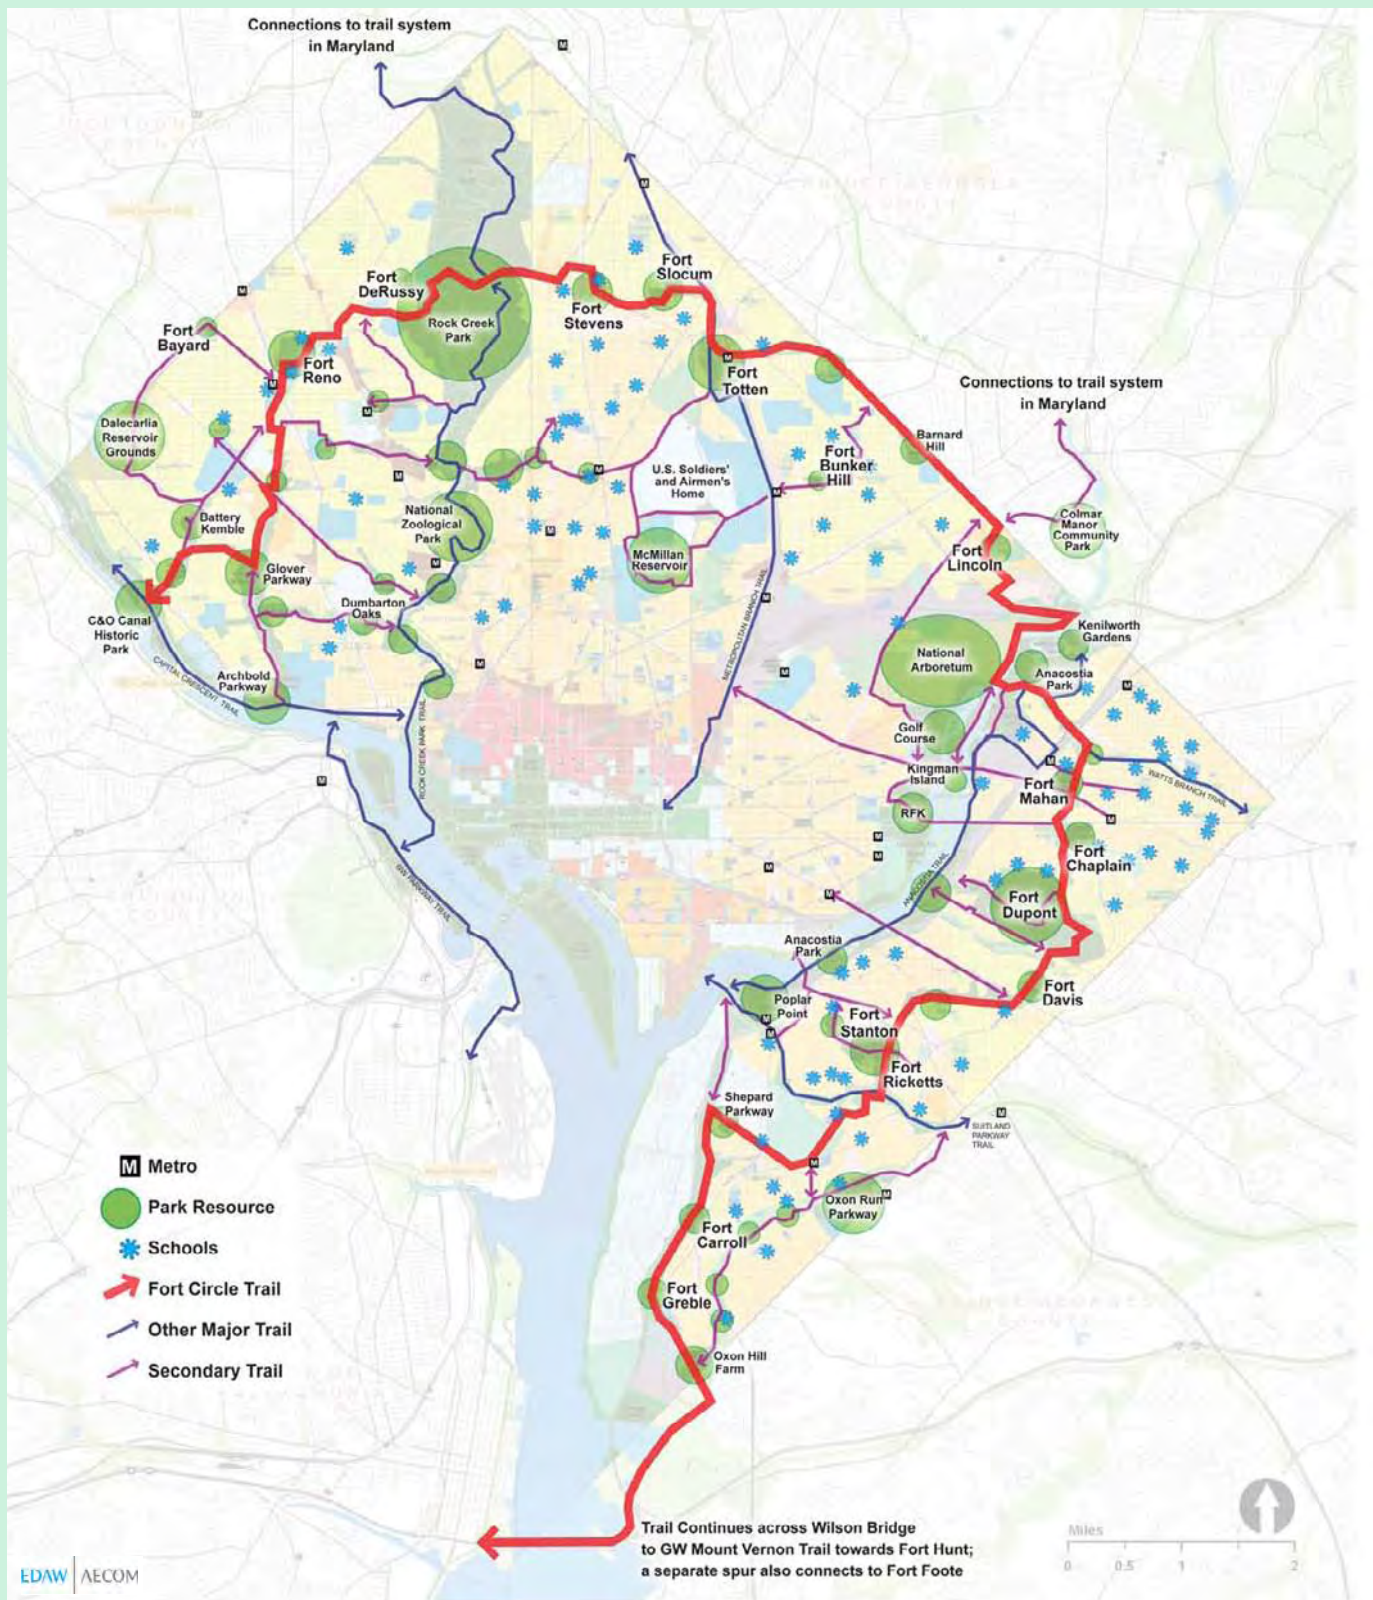 Connections to trail system
in Maryland
Fort
Slocum
Fort
DeRussy
Rock Creek
Park
Fort
Stevens
Fort
Bayard
Fort
Reno
Fort
Totten
Connections to trail system
in Maryland
Dalecarlia
Reservoir
Grounds
Barnard
Hill
Fort
Bunker
Hill
U.S. Soldiers'
and Airmen's
Home
Battery
Kemble
National
Zoological
Park
Colmar
Manor
Community
Park
McMillan
Reservoir
Fort
Lincoln
Glover
Parkway
Dumbarton
Oaks
C&O Canal
Historic
Park
METROPOLITAN BRANCH TRAIL
Kenilworth
Gardens
National
Arboretum
Anacostia
Park
CAPITAL CRESCENT TRAIL
Archbold
Parkway
ROCK CREEK PARK TRAIL
Golf
Course
Kingman
Island
Fort
Mahan
WATTS BRANCH TRAIL
RFK
Fort
Chaplain
GW PARKWAY TRAIL
ANACOSTIA TRAIL
Fort
Dupont
Anacostia
Park
Fort
Davis
Poplar
Point
Fort
Stanton
Fort
Ricketts
Shepard
Parkway
SUITLAND
PARKWAY
TRAIL
M Metro
Park Resource
Schools
Fort Circle Trail
Other Major Trail
Secondary Trail
Oxon Run
Parkway
Fort
Carroll
Fort
Greble
Oxon Hill
Farm
Trail Continues across Wilson Bridge
to GW Mount Vernon Trail towards Fort Hunt;
a separate spur also connects to Fort Foote
Miles
0 0.5 1 2
EDAW AECOM